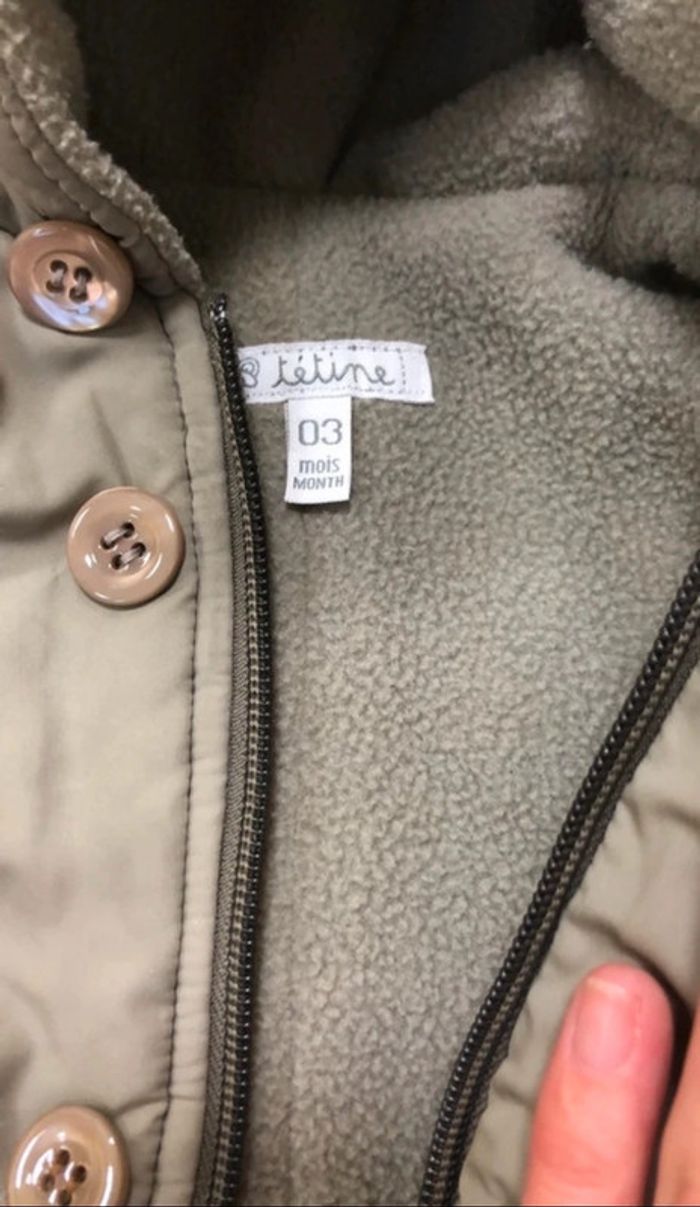 tétine
03
mois
MONTH